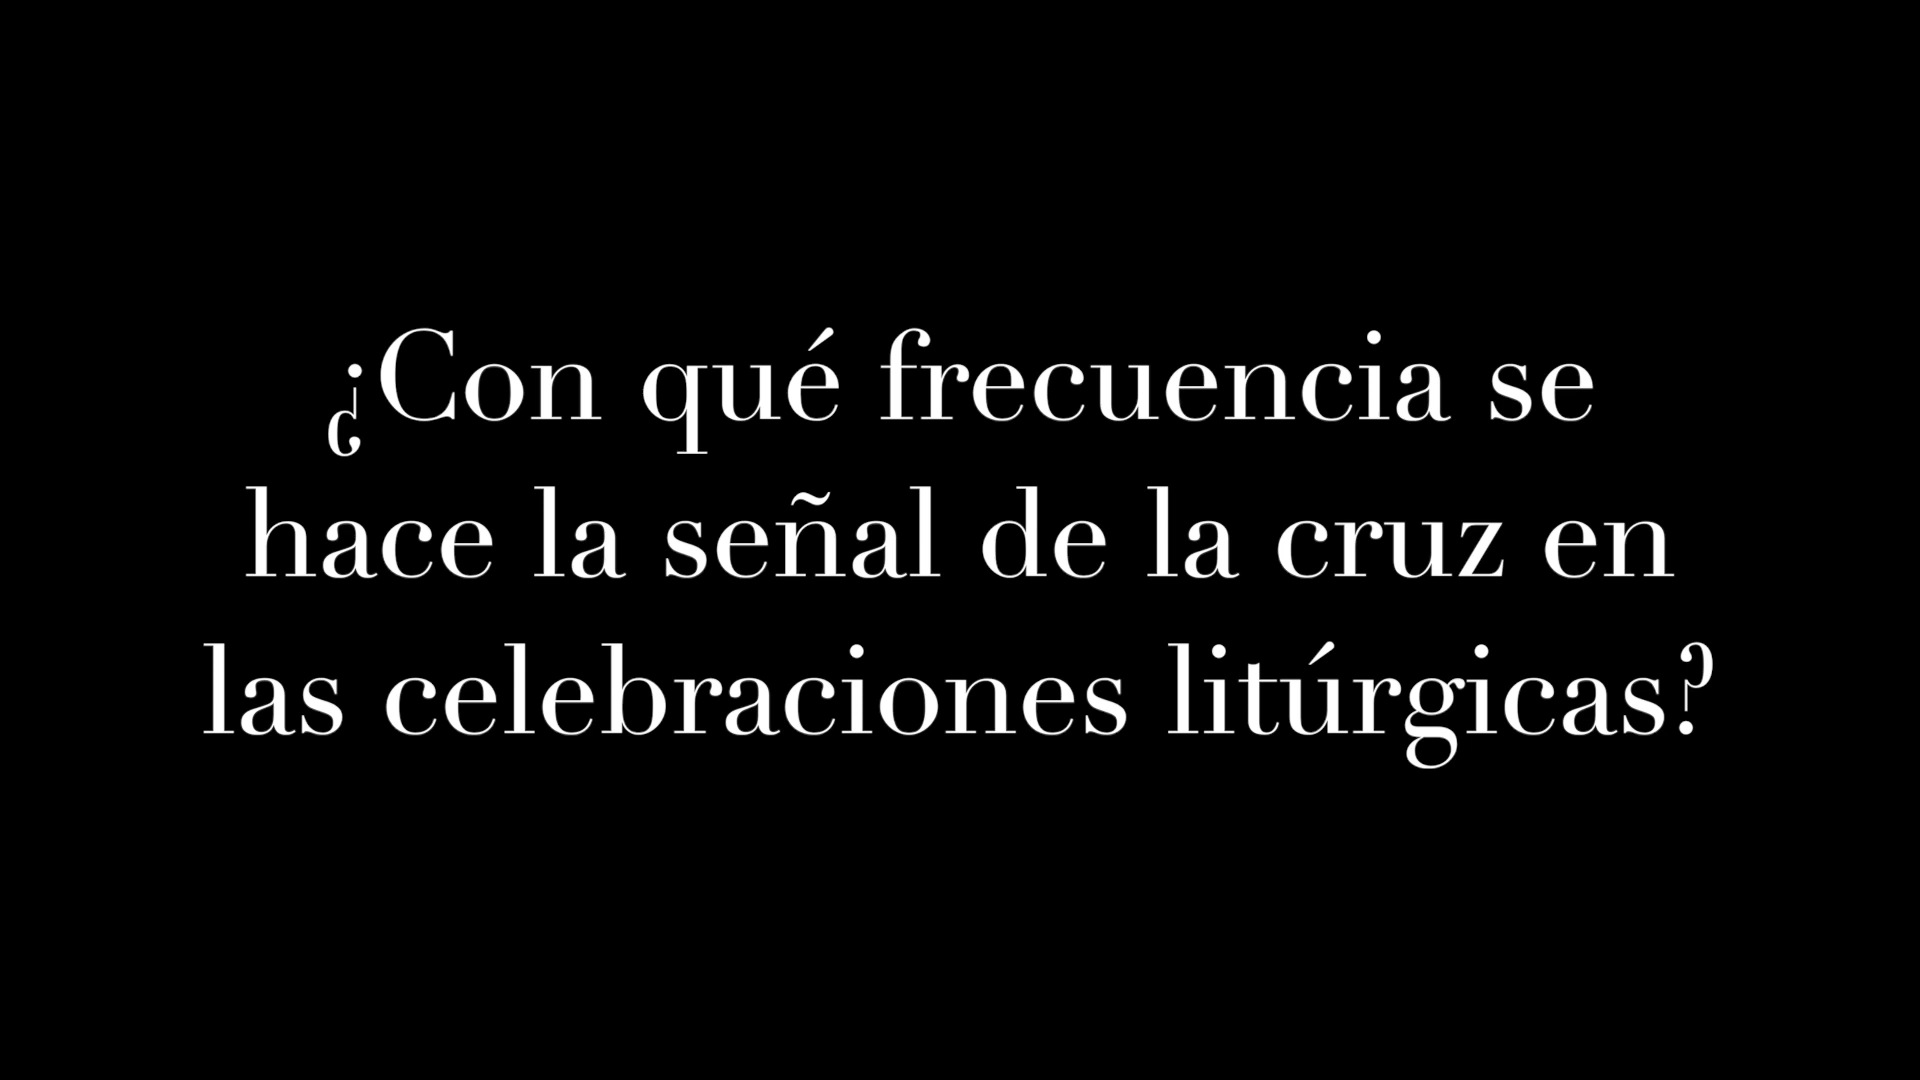 ¿Con qué frecuencia se
hace la señal de la cruz en
las celebraciones litúrgicas?